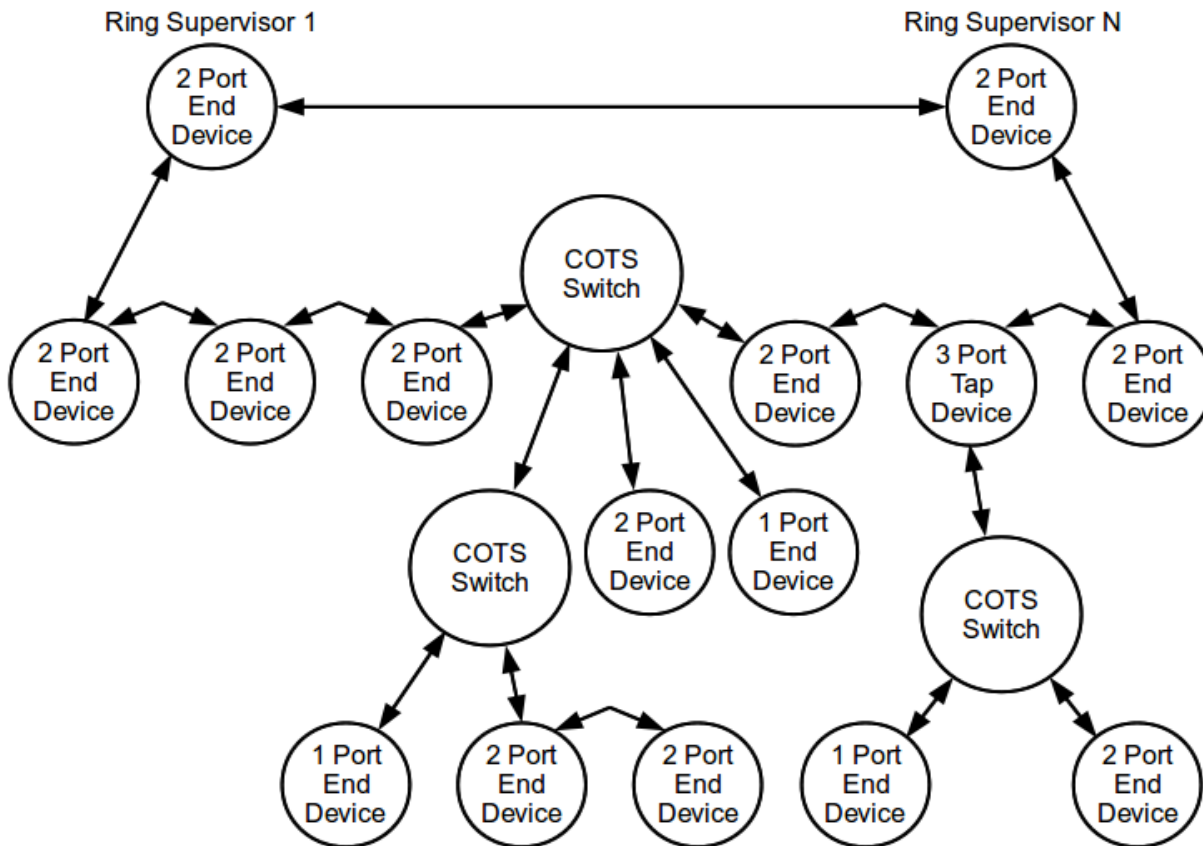 Ring Supervisor 1
Ring Supervisor N
2 Port
End
Device
2 Port
End
Device
COTS
Switch
2 Port
End
Device
2 Port
End
Device
2 Port
End
Device
2 Port
End
Device
3 Port
Tap
Device
2 Port
End
Device
COTS
Switch
2 Port
End
Device
1 Port
End
Device
COTS
Switch
1 Port
End
Device
2 Port
End
Device
2 Port
End
Device
1 Port
End
Device
2 Port
End
Device